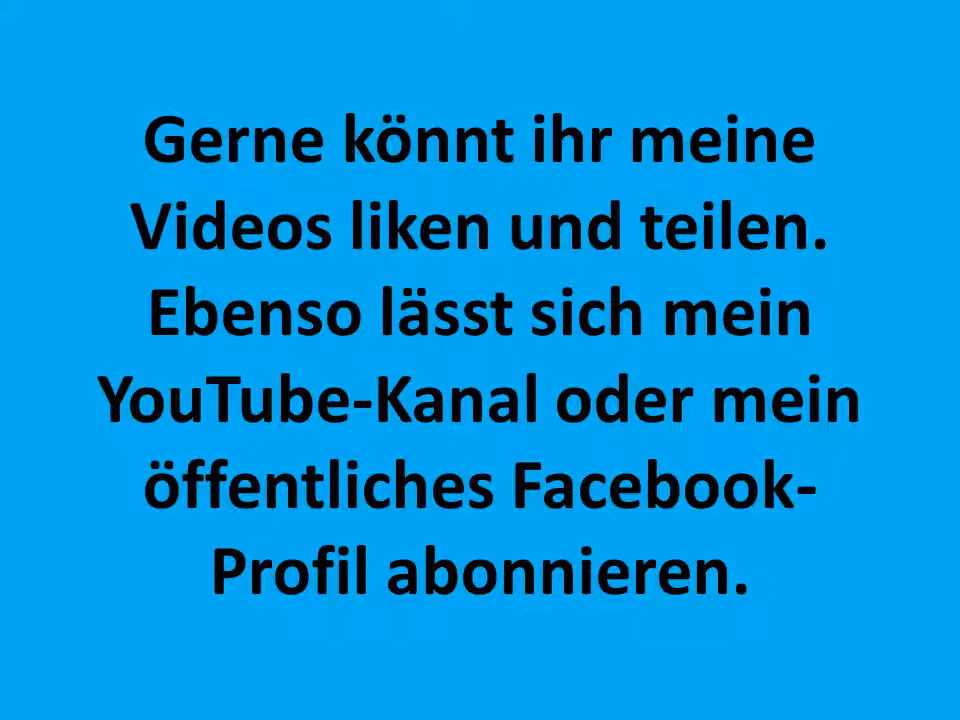 Gerne könnt ihr meine
Videos liken und teilen.
Ebenso lässt sich mein
YouTube-Kanal oder mein
öffentliches Facebook-
Profil abonnieren.